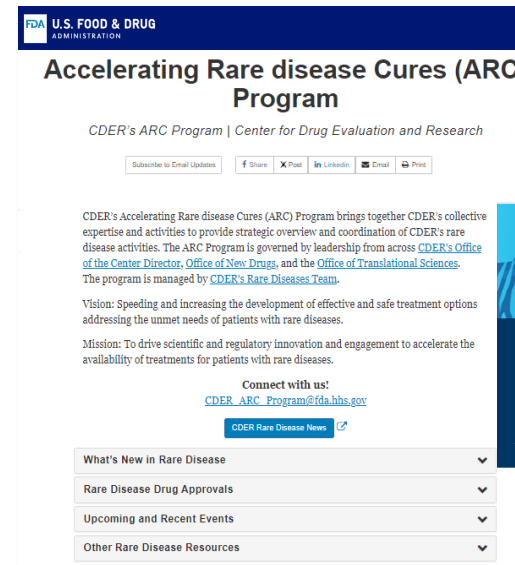 FDA U.S. FOOD & DRUG
ADMINISTRATION
Accelerating Rare disease Cures (ARC
Program
CDER's ARC Program | Center for Drug Evaluation and Research
Subscribe to Email Updates f Share X Post in Linkedin Email Print
CDER's Accelerating Rare disease Cures (ARC) Program brings together CDER's collective
expertise and activities to provide strategic overview and coordination of CDER's rare
disease activities. The ARC Program is governed by leadership from across CDER's Office
of the Center Director, Office of New Drugs, and the Office of Translational Sciences.
The program is managed by CDER's Rare Diseases Team.
Vision: Speeding and increasing the development of effective and safe treatment options
addressing the unmet needs of patients with rare diseases.
Mission: To drive scientific and regulatory innovation and engagement to accelerate the
availability of treatments for patients with rare diseases.
Connect with us!
CDER_ARC_Program@fda.hhs.gov
CDER Rare Disease News
What's New in Rare Disease
Rare Disease Drug Approvals
Upcoming and Recent Events
Other Rare Disease Resources